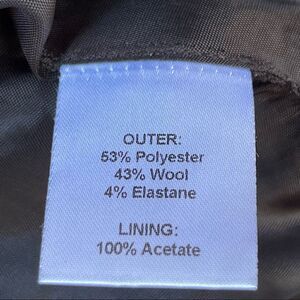 OUTER:
53% Polyester
43% Wool
4% Elastane
LINING:
100% Acetate